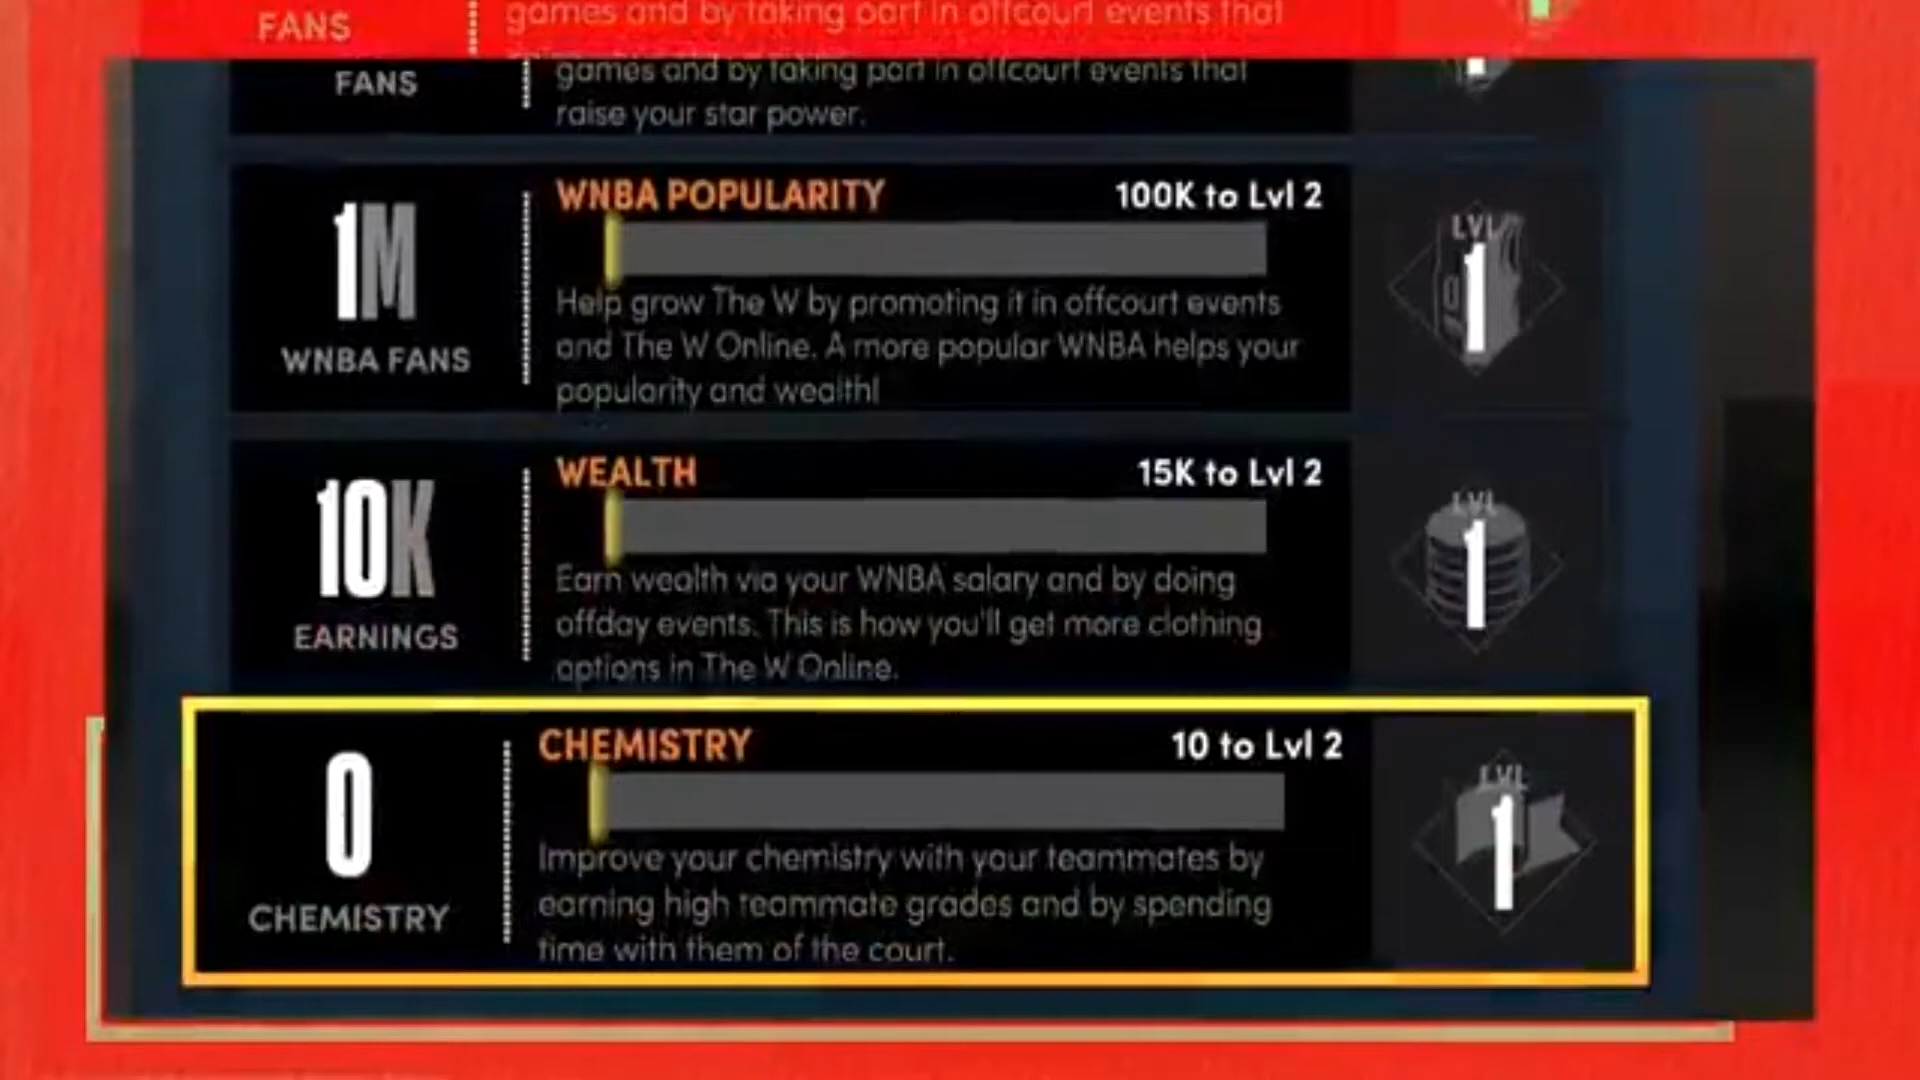 FANS
games and by taking part in offcourt events that
FANS
games and by taking part in offcourt events that
raise your star power.
1M
WNBA FANS
WNBA POPULARITY
100K to Lvl 2
Help grow The W by promoting it in offcourt events
and The W Online. A more popular WNBA helps your
popularity and wealth!
LVL
1
10K
EARNINGS
WEALTH
15K to Lvl 2
Earn wealth via your WNBA salary and by doing
offday events. This is how you'll get more clothing
options in The W Online.
LVL
1
0
CHEMISTRY
CHEMISTRY
10 to Lvl 2
Improve your chemistry with your teammates by
earning high teammate grades and by spending
time with them of the court.
LVL
1